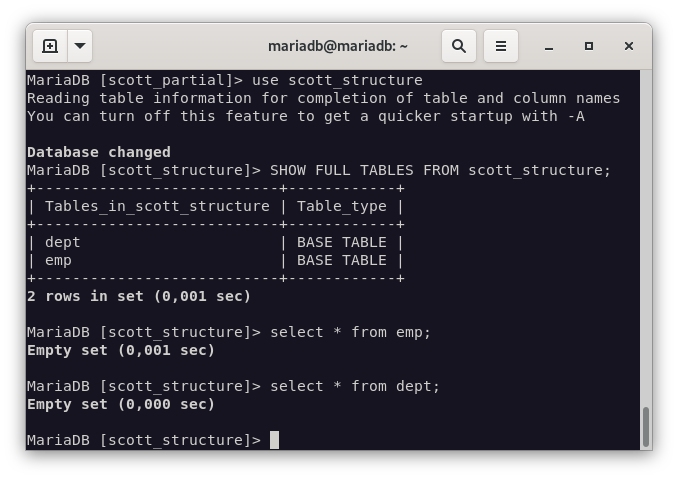 mariadb@mariadb: ~
MariaDB [scott_partial]> use scott_structure
Reading table information for completion of table and column names
You can turn off this feature to get a quicker startup with -A
Database changed
MariaDB [scott_structure]> SHOW FULL TABLES FROM scott_structure;
+---------------------------+------------+
| Tables_in_scott_structure | Table_type |
+---------------------------+------------+
| dept                      | BASE TABLE |
| emp                       | BASE TABLE |
+---------------------------+------------+
2 rows in set (0,001 sec)
MariaDB [scott_structure]> select * from emp;
Empty set (0,001 sec)
MariaDB [scott_structure]> select * from dept;
Empty set (0,000 sec)
MariaDB [scott_structure]>